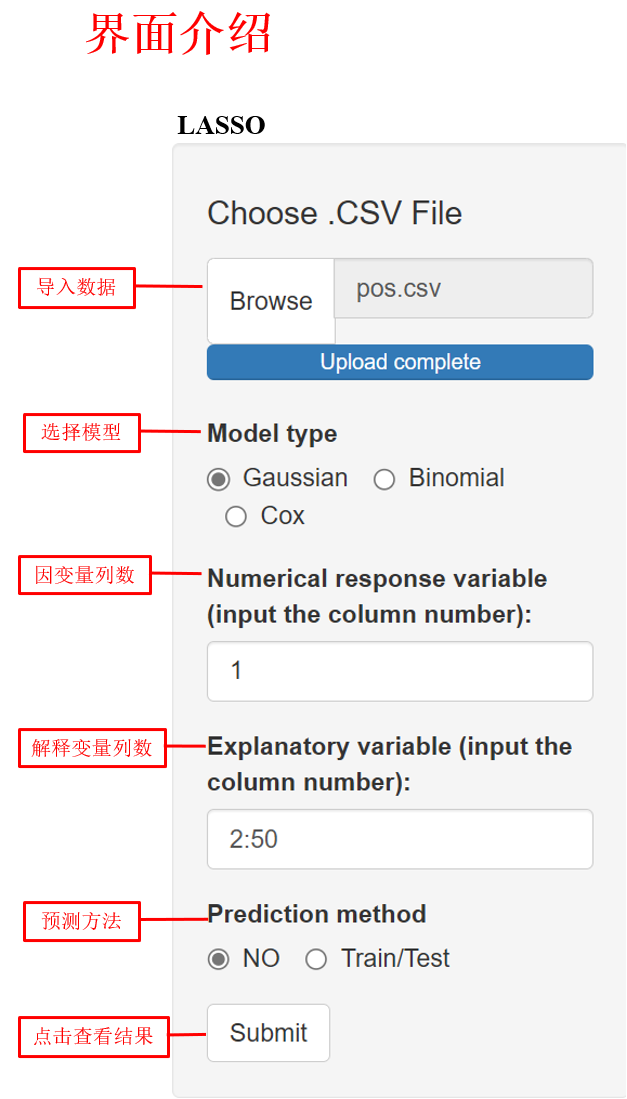 界面介绍
LASSO
Choose .CSV File
导入数据
Browse
pos.csv
Upload complete
选择模型
Model type
Gaussian
Binomial
Cox
因变量列数
Numerical response variable
(input the column number):
1
解释变量列数
Explanatory variable (input the
column number):
2:50
预测方法
Prediction method
NO
Train/Test
点击查看结果
Submit